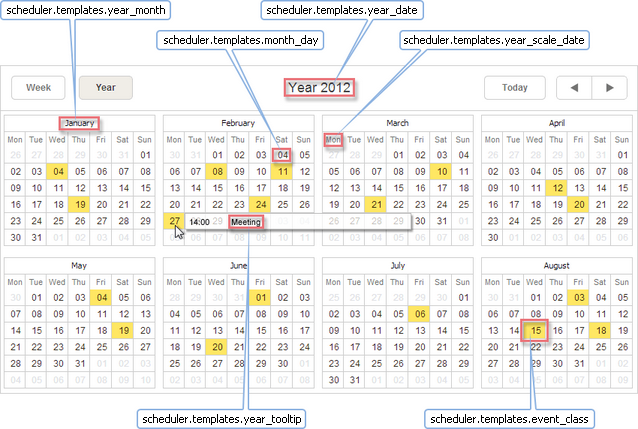 scheduler.templates.year_month
scheduler.templates.year_date
scheduler.templates.month_day
scheduler.templates.year_scale_date
Week
Year
Year 2012
Today
January
Mon Tue Wed Thu Fri Sat Sun
26 27 28 29 30 31 01
02 03 04 05 06 07 08
09 10 11 12 13 14 15
16 17 18 19 20 21 22
23 24 25 26 27 28 29
30 31 01 02 03 04 05
February
Mon Tue Wed Thu Fri Sat Sun
30 31 01 02 03 04 05
06 07 08 09 10 11 12
13 14 15 16 17 18 19
20 21 22 23 24 25 26
27
14:00 Meeting
05 06 07 08 09 10 11
March
Mon Tue Wed Thu Fri Sat Sun
27 28 29 01 02 03 04
05 06 07 08 09 10 11
12 13 14 15 16 17 18
19 20 21 22 23 24 25
26 27 28 29 30 31 01
02 03 04 05 06 07 08
April
Mon Tue Wed Thu Fri Sat Sun
26 27 28 29 30 31 01
02 03 04 05 06 07 08
09 10 11 12 13 14 15
16 17 18 19 20 21 22
23 24 25 26 27 28 29
30 01 02 03 04 05 06
May
Mon Tue Wed Thu Fri Sat Sun
30 01 02 03 04 05 06
07 08 09 10 11 12 13
14 15 16 17 18 19 20
21 22 23 24 25 26 27
28 29 30 31 01 02 03
04 05 06 07 08 09 10
June
Mon Tue Wed Thu Fri Sat Sun
28 29 30 31 01 02 03
04 05 06 07 08 09 10
11 12 13 14 15 16 17
18 19 20 21 22 23 24
25 26 27 28 29 30 01
02 03 04 05 06 07 08
July
Mon Tue Wed Thu Fri Sat Sun
25 26 27 28 29 30 01
02 03 04 05 06 07 08
09 10 11 12 13 14 15
16 17 18 19 20 21 22
23 24 25 26 27 28 29
30 31 01 02 03 04 05
August
Mon Tue Wed Thu Fri Sat Sun
30 31 01 02 03 04 05
06 07 08 09 10 11 12
13 14 15 16 17 18 19
20 21 22 23 24 25 26
27 28 29 30 31 01 02
03 04 05 06 07 08 09
scheduler.templates.year_tooltip
scheduler.templates.event_class